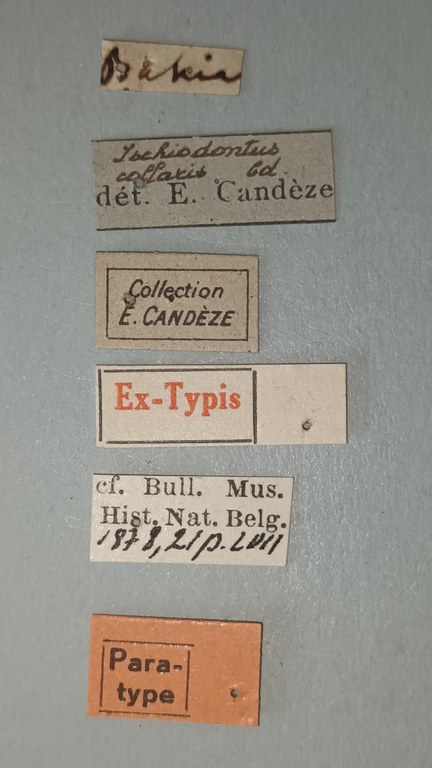 Bahia
Ischiodontus
collaris Cd.
dét. E. Candèze
Collection
E. CANDÈZE
Ex-Typis
cf. Bull. Mus.
Hist. Nat. Belg.
1878, 21 p. LVII
Para-
type